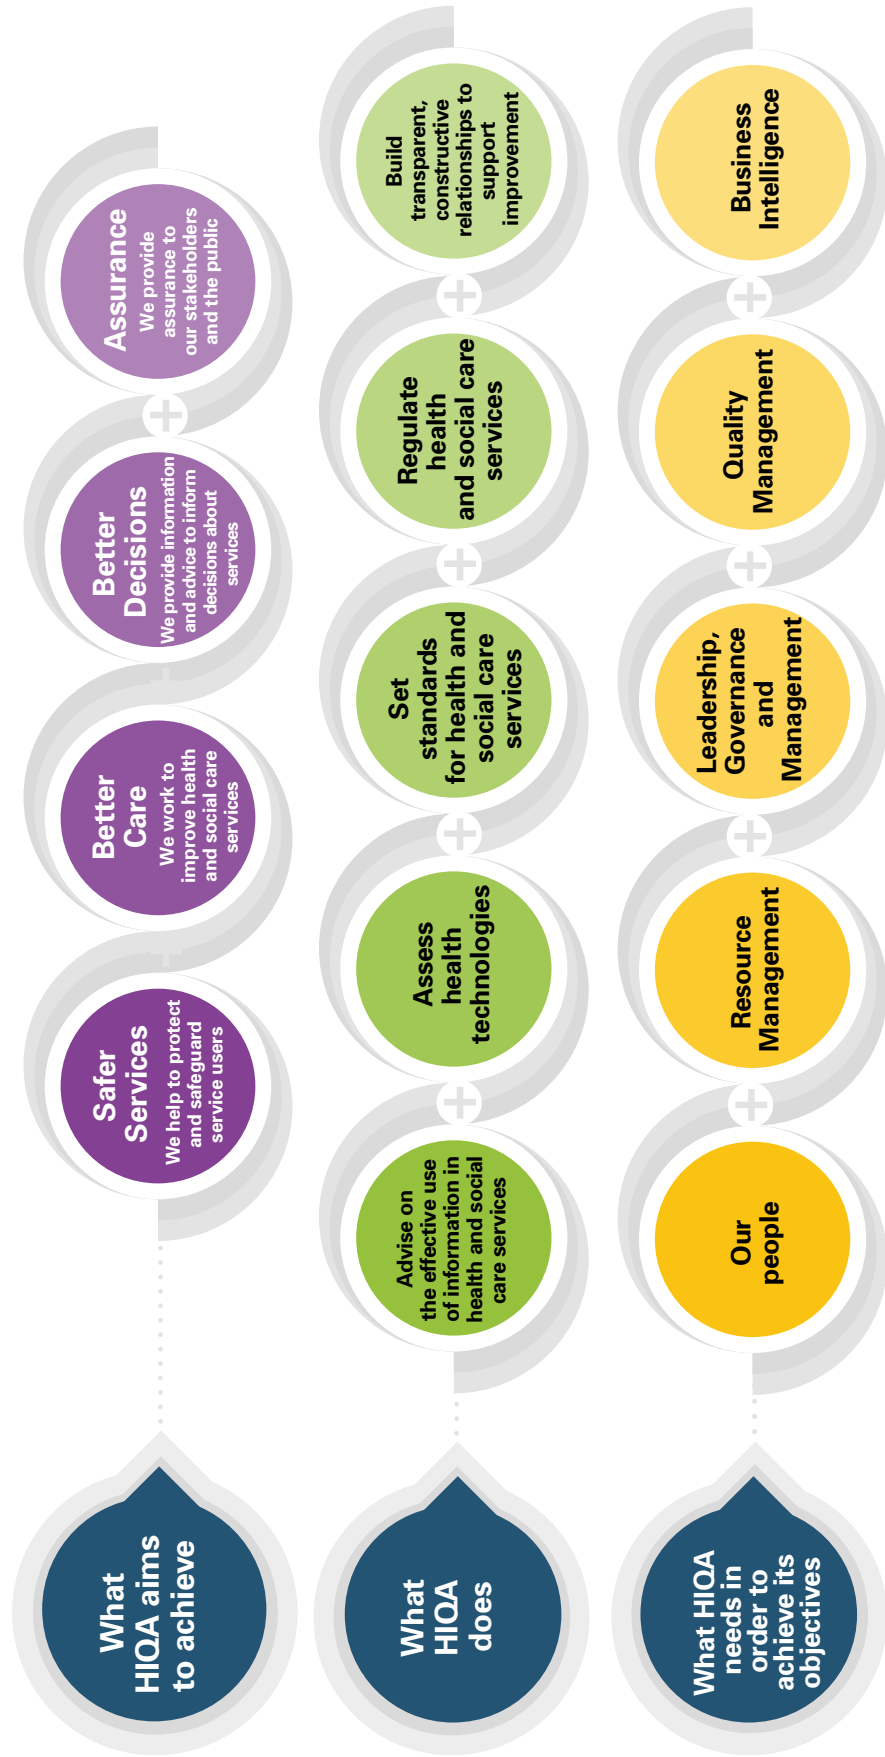 What
HIQA aims
to achieve
Safer
Services
We help to protect
and safeguard
service users
Better
Care
We work to
improve health
and social care
services
Better
Decisions
We provide information
and advice to inform
decisions about
services
Assurance
We provide
assurance to
our stakeholders
and the public
What
HIQA
does
Advise on
the effective use
of information in
health and social
care services
Assess
health
technologies
Set
standards
for health and
social care
services
Regulate
health
and social care
services
Build
transparent,
constructive
relationships to
support
improvement
What HIQA
needs in
order to
achieve its
objectives
Our
people
Resource
Management
Leadership,
Governance
and
Management
Quality
Management
Business
Intelligence